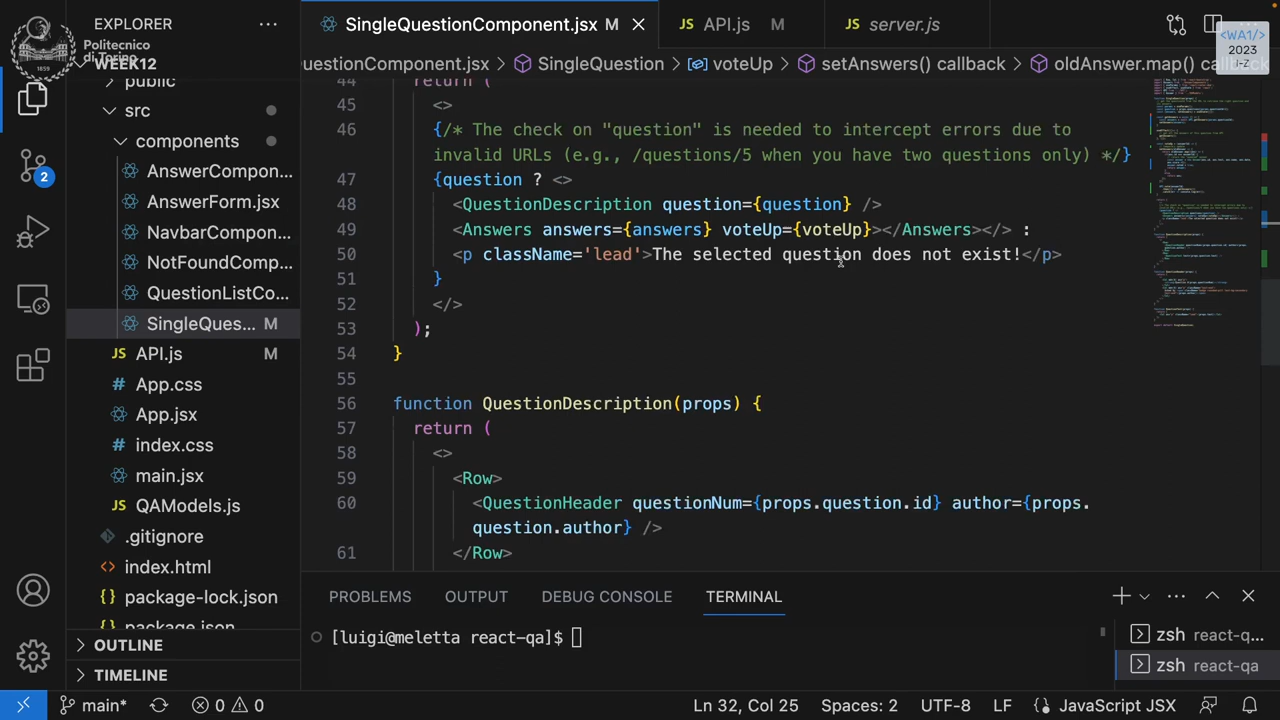 EXPLORER
SingleQuestionComponent.jsx M
API.js M
server.js
<WA1/>
2023
J-Z
Politecnico
di Torino
WEEK12
uestionComponent.jsx > SingleQuestion > voteUp > setAnswers() callback > oldAnswer.map() callb
public
src
components
AnswerCompon...
AnswerForm.jsx
NavbarCompon...
NotFoundComp...
QuestionListCo...
SingleQues... M
API.js M
App.css
App.jsx
index.css
main.jsx
QAModels.js
.gitignore
index.html
package-lock.json
package.json
OUTLINE
TIMELINE
2
44 return (
45 <>
46 {/* The check on "question" is needed to intercept errors due to
invalid URLs (e.g., /questions/5 when you have two questions only) */}
47 {question ? <>
48 <QuestionDescription question={question} />
49 <Answers answers={answers} voteUp={voteUp}></Answers></> :
50 <p className='lead'>The selected question does not exist!</p>
51 }
52 </>
53 );
54 }
55
56 function QuestionDescription(props) {
57 return (
58 <>
59 <Row>
60 <QuestionHeader questionNum={props.question.id} author={props.
question.author} />
61 </Row>
PROBLEMS OUTPUT DEBUG CONSOLE TERMINAL
[luigi@meletta react-qa]$
zsh react-q...
zsh react-qa
main* 0 0 Ln 32, Col 25 Spaces: 2 UTF-8 LF JavaScript JSX